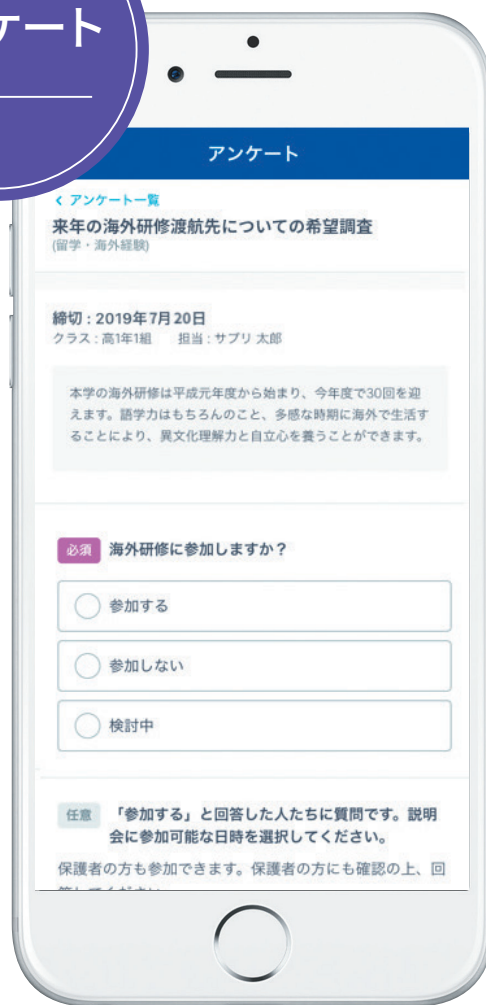 ケート
アンケート
‹ アンケート一覧
来年の海外研修渡航先についての希望調査
(留学・海外経験)
締切：2019年7月20日
クラス：高1年1組　担当：サプリ 太郎
本学の海外研修は平成元年度から始まり、今年度で30回を迎
えます。語学力はもちろんのこと、多感な時期に海外で生活す
ることにより、異文化理解力と自立心を養うことができます。
必須　海外研修に参加しますか？
参加する
参加しない
検討中
任意　「参加する」と回答した人たちに質問です。説明
会に参加可能な日時を選択してください。
保護者の方も参加できます。保護者の方にも確認の上、回